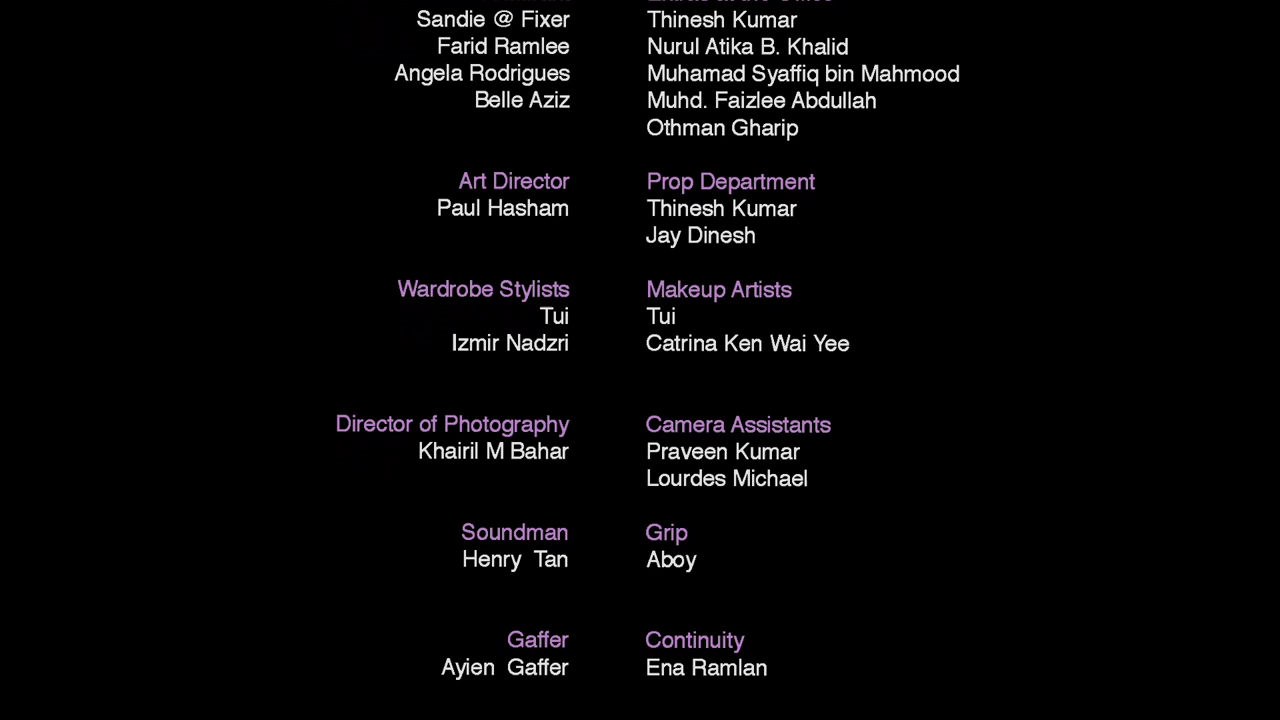 Sandie @ Fixer
Farid Ramlee
Angela Rodrigues
Belle Aziz
Thinesh Kumar
Nurul Atika B. Khalid
Muhamad Syaffiq bin Mahmood
Muhd. Faizlee Abdullah
Othman Gharip
Art Director
Paul Hasham
Prop Department
Thinesh Kumar
Jay Dinesh
Wardrobe Stylists
Tui
Izmir Nadzri
Makeup Artists
Tui
Catrina Ken Wai Yee
Director of Photography
Khairil M Bahar
Camera Assistants
Praveen Kumar
Lourdes Michael
Soundman
Henry  Tan
Grip
Aboy
Gaffer
Ayien  Gaffer
Continuity
Ena Ramlan